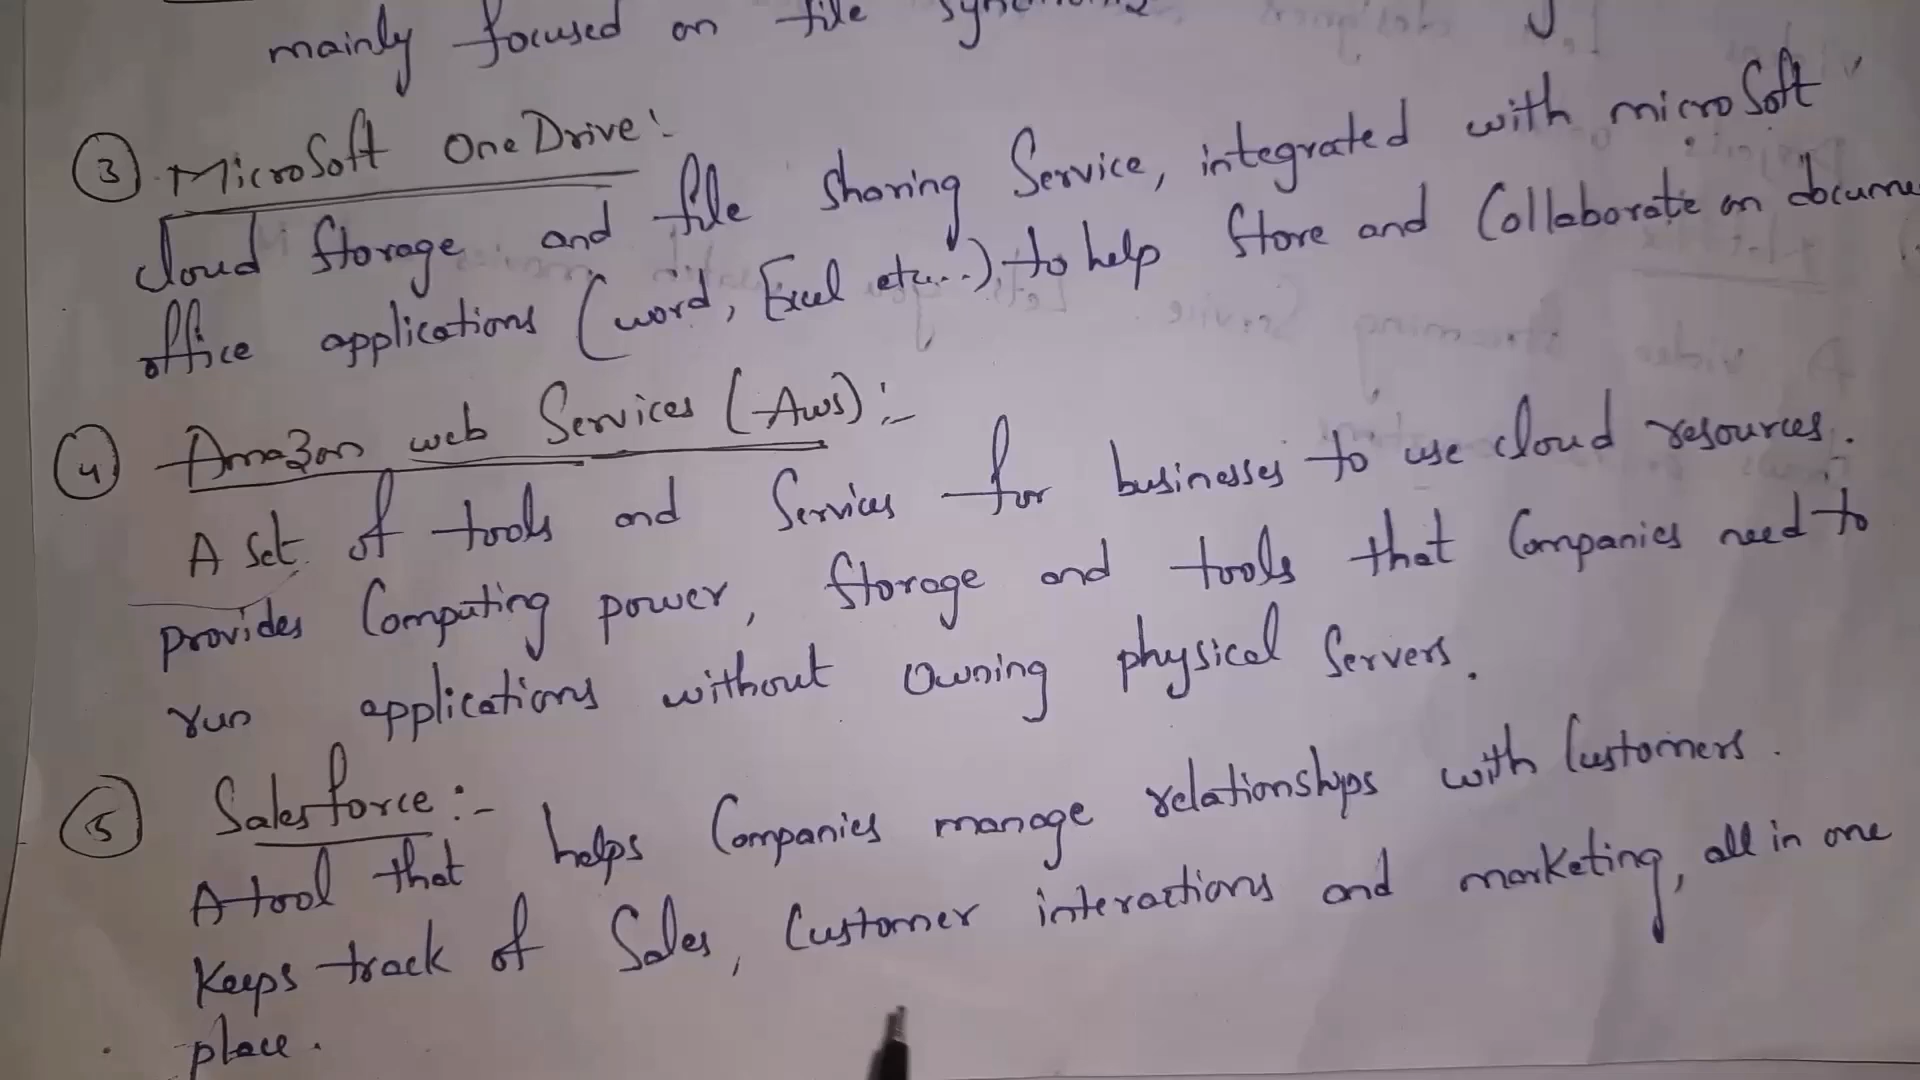 mainly focused on file
③ MicroSoft OneDrive:
Cloud Storage and file Sharing Service, integrated with microSoft
office applications (word, Excel etc...) to help Store and Collaborate on docume
④ Amazon web Services (Aws):-
A Set of tools and Services for businesses to use cloud resources.
provides Computing power, Storage and tools that Companies need to
run applications without owning physical Servers.
⑤ Salesforce:-
A tool that helps Companies manage relationships with Customers.
Keeps track of Sales, Customer interactions and marketing, all in one
place.